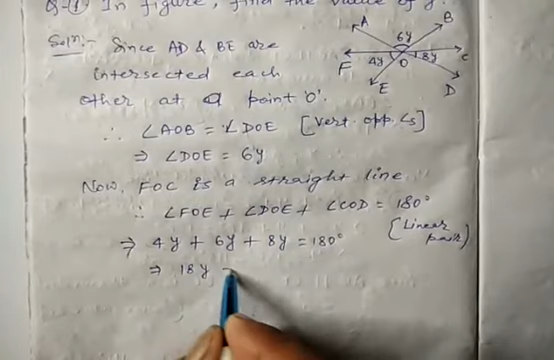 Q-① In figure, find the value of y.
Sol^n:- Since AD & BE are
intersected each
other at a point 'O'.
∴ ∠AOB = ∠DOE [Vert. opp. ∠s]
⇒ ∠DOE = 6y
Now, FOC is a straight line
∴ ∠FOE + ∠DOE + ∠COD = 180°
⇒ 4y + 6y + 8y = 180° {Linear pair}
⇒ 18y =
A
B
6y
F
4y
O
8y
C
E
D